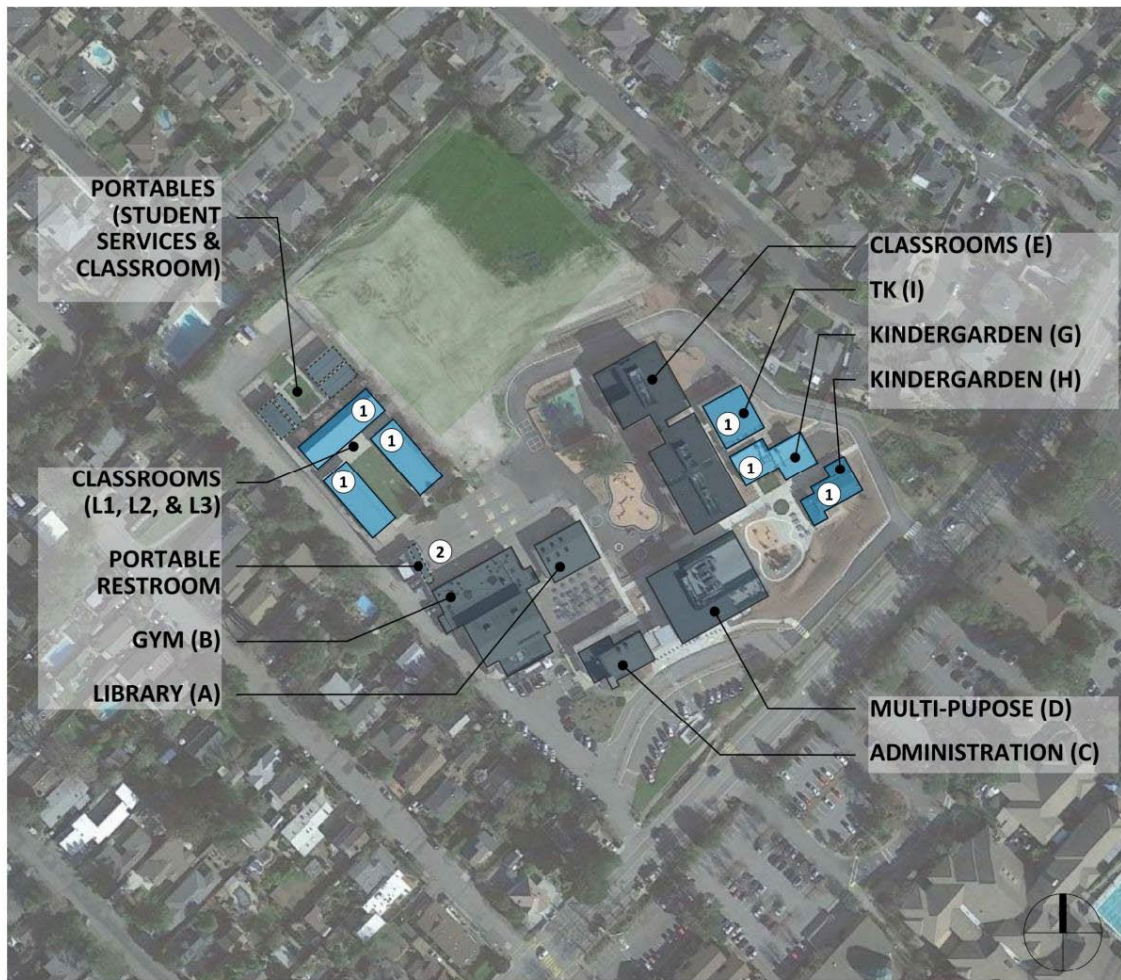 PORTABLES
(STUDENT
SERVICES &
CLASSROOM)
CLASSROOMS (E)
TK (I)
KINDERGARDEN (G)
KINDERGARDEN (H)
1
1
1
1
1
1
CLASSROOMS
(L1, L2, & L3)
PORTABLE
RESTROOM
2
GYM (B)
LIBRARY (A)
MULTI-PUPOSE (D)
ADMINISTRATION (C)